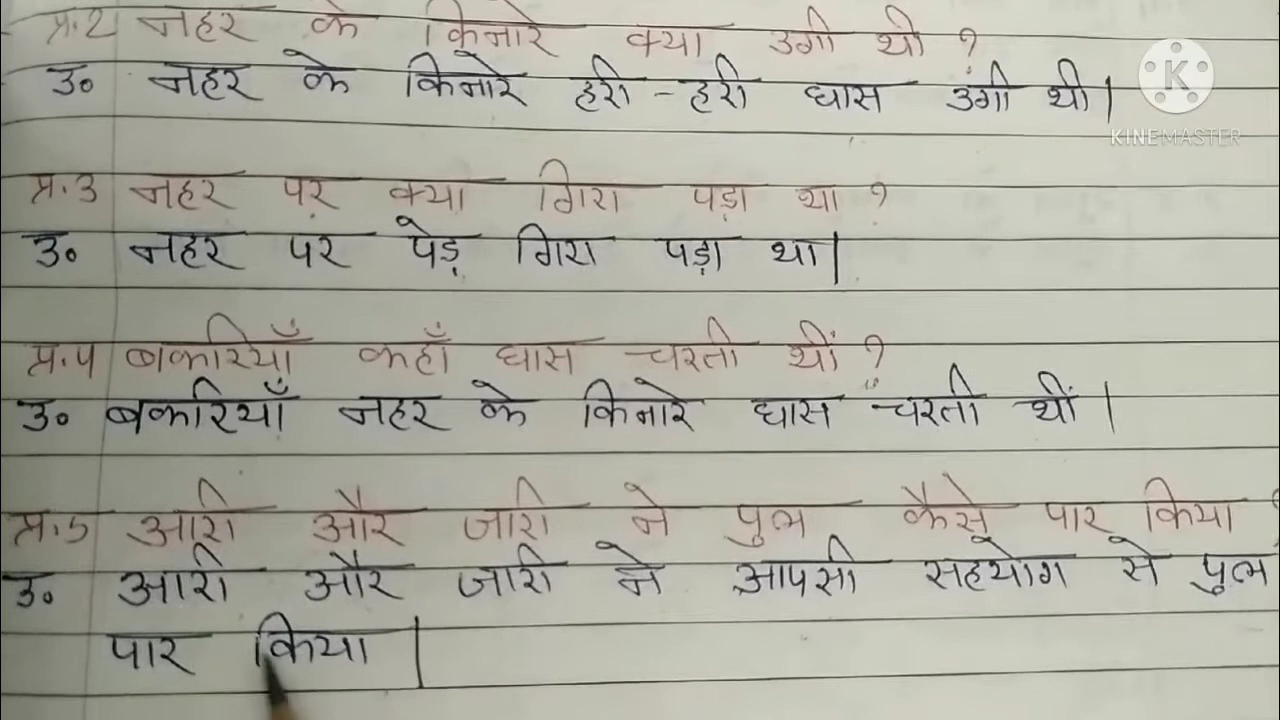 प्र.2 नहर के किनारे क्या उगी थी ?
उ० नहर के किनारे हरी-हरी घास उगी थी।
प्र.3 नहर पर क्या गिरा पड़ा था ?
उ० नहर पर पेड़ गिरा पड़ा था।
प्र.4 बकरियाँ कहाँ घास चरती थीं ?
उ० बकरियाँ नहर के किनारे घास चरती थीं।
प्र.5 आरी और जारी ने पुल कैसे पार किया ?
उ० आरी और जारी ने आपसी सहयोग से पुल
पार किया।
K
KINEMASTER